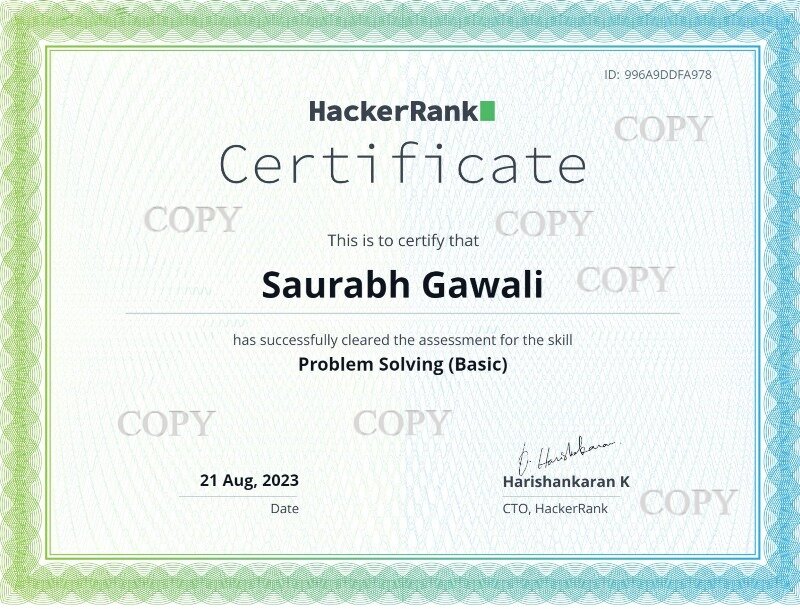 ID: 996A9DDFA978
HackerRank
COPY
Certificate
COPY
COPY
This is to certify that
Saurabh Gawali
COPY
has successfully cleared the assessment for the skill
Problem Solving (Basic)
COPY
COPY
21 Aug, 2023
Date
Harishankaran K
CTO, HackerRank
COPY